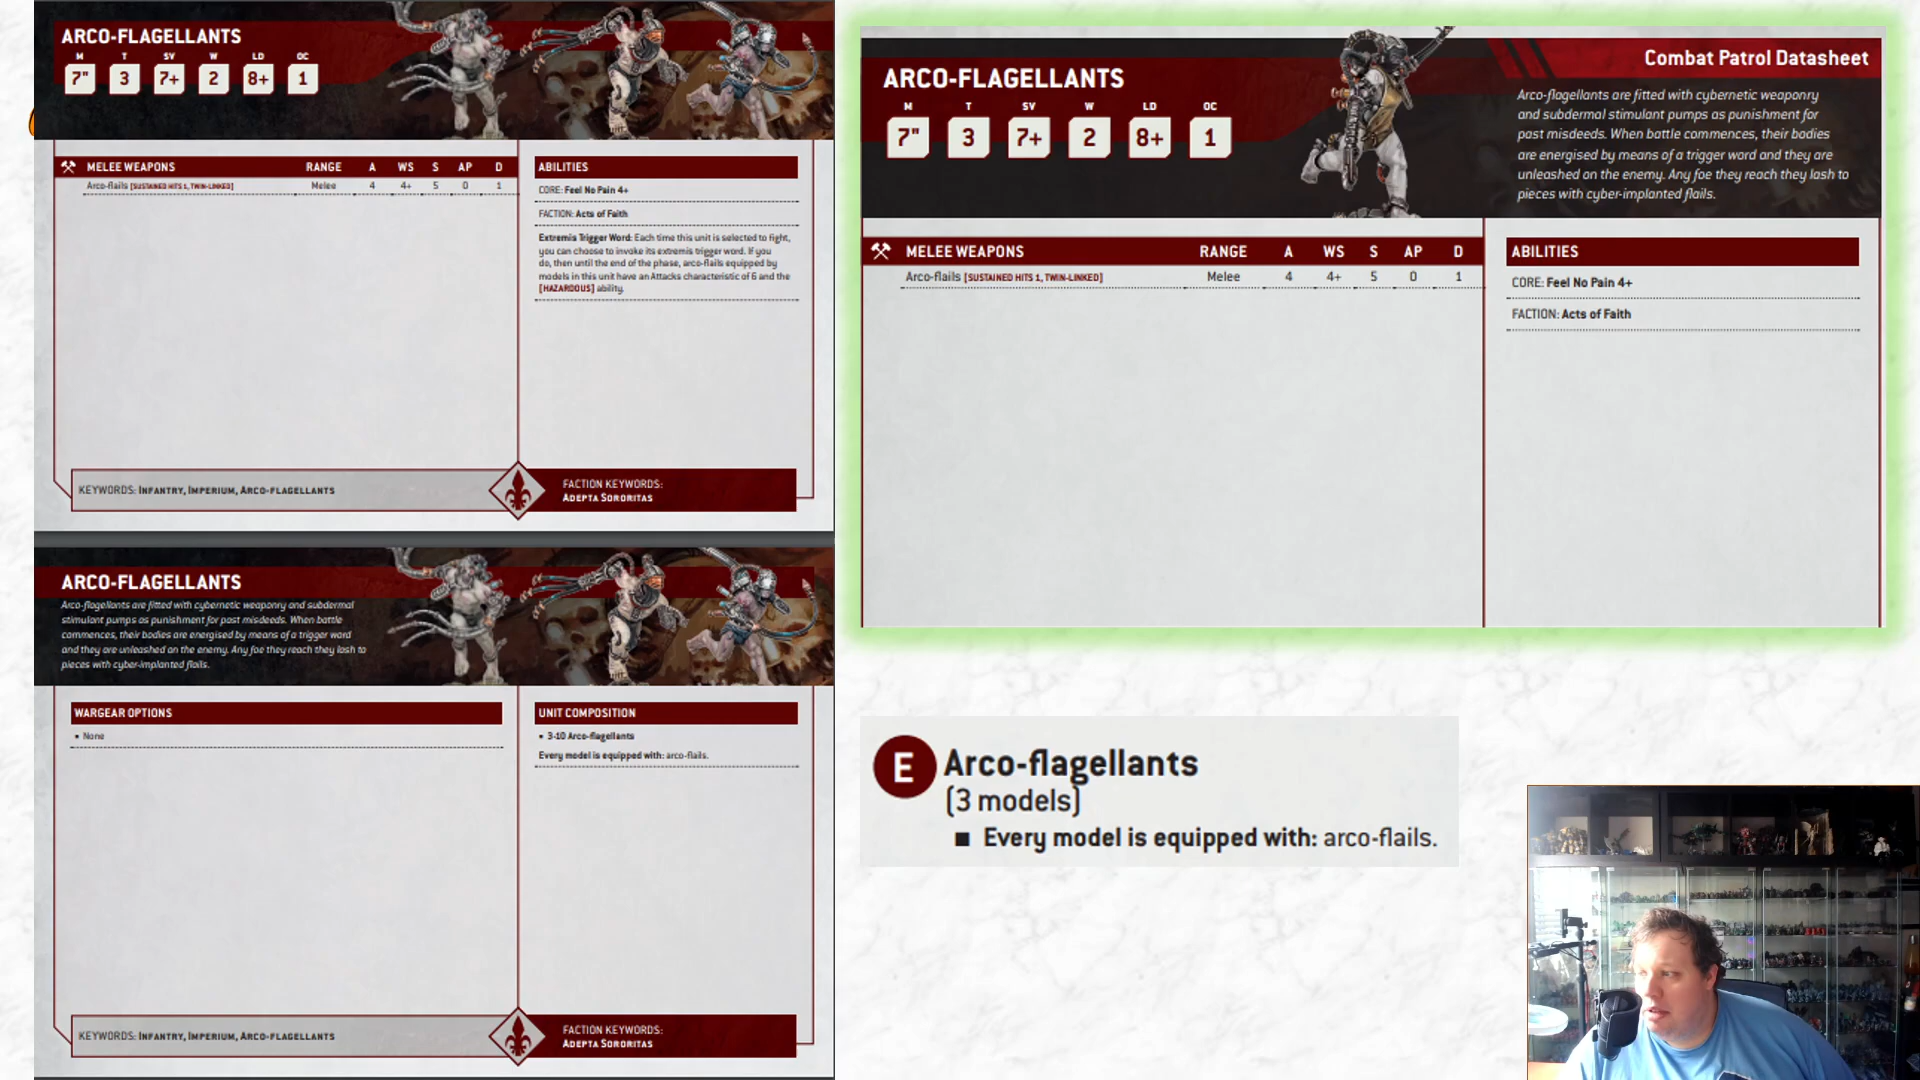 ARCO-FLAGELLANTS
M T SV W LD OC
7" 3 7+ 2 8+ 1
MELEE WEAPONS RANGE A WS S AP D
Arco-flails [SUSTAINED HITS 1, TWIN-LINKED] Melee 4 4+ 5 0 1
ABILITIES
CORE: Feel No Pain 4+
FACTION: Acts of Faith
Extremis Trigger Word: Each time this unit is selected to fight,
you can choose to invoke its extremis trigger word. If you
do, then until the end of the phase, arco-flails equipped by
models in this unit have an Attacks characteristic of 6 and the
[HAZARDOUS] ability.
KEYWORDS: INFANTRY, IMPERIUM, ARCO-FLAGELLANTS
FACTION KEYWORDS:
ADEPTA SORORITAS
ARCO-FLAGELLANTS
Arco-flagellants are fitted with cybernetic weaponry and subdermal
stimulant pumps as punishment for past misdeeds. When battle
commences, their bodies are energised by means of a trigger word
and they are unleashed on the enemy. Any foe they reach they lash to
pieces with cyber-implanted flails.
WARGEAR OPTIONS
▪ None
UNIT COMPOSITION
▪ 3-10 Arco-flagellants
Every model is equipped with: arco-flails.
KEYWORDS: INFANTRY, IMPERIUM, ARCO-FLAGELLANTS
FACTION KEYWORDS:
ADEPTA SORORITAS
Combat Patrol Datasheet
ARCO-FLAGELLANTS
M T SV W LD OC
7" 3 7+ 2 8+ 1
Arco-flagellants are fitted with cybernetic weaponry
and subdermal stimulant pumps as punishment for
past misdeeds. When battle commences, their bodies
are energised by means of a trigger word and they are
unleashed on the enemy. Any foe they reach they lash to
pieces with cyber-implanted flails.
MELEE WEAPONS RANGE A WS S AP D
Arco-flails [SUSTAINED HITS 1, TWIN-LINKED] Melee 4 4+ 5 0 1
ABILITIES
CORE: Feel No Pain 4+
FACTION: Acts of Faith
E Arco-flagellants
(3 models)
▪ Every model is equipped with: arco-flails.